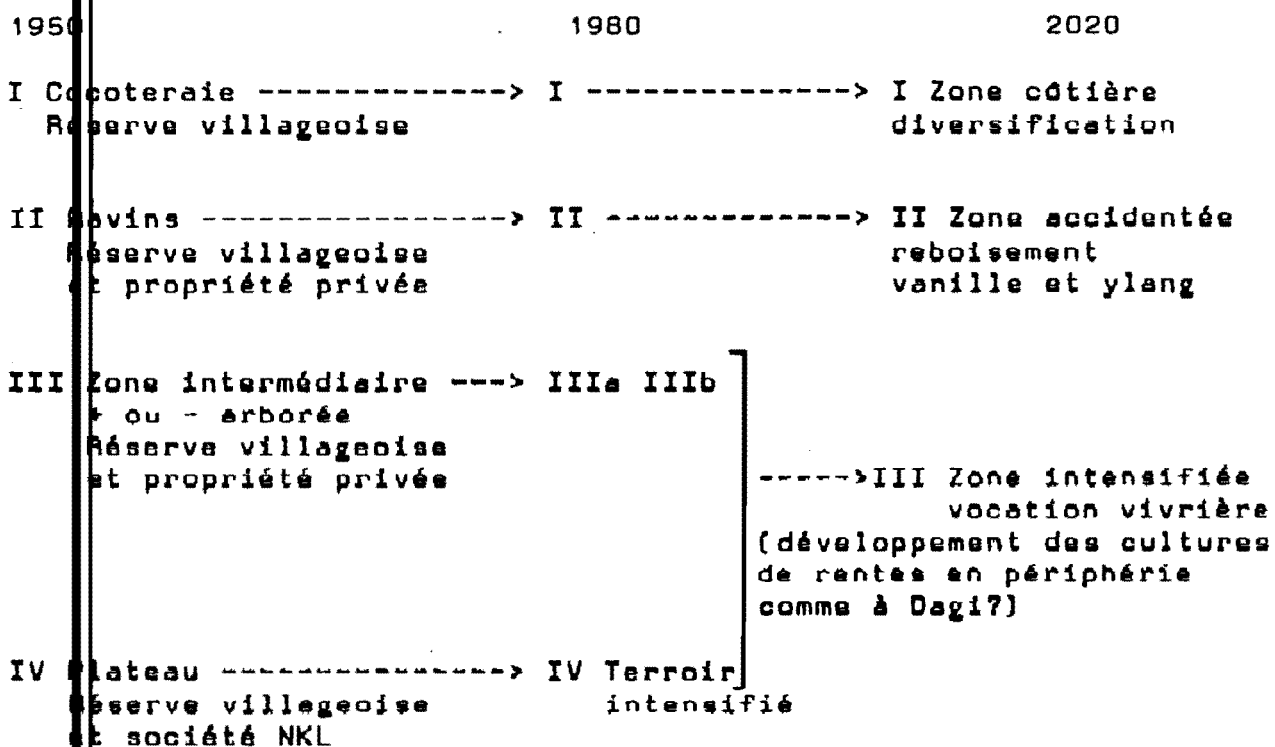 1950 1980 2020
I Cocoteraie -------------> I --------------> I Zone côtière
Réserve villageoise diversification
II Ravins ---------------> II -------------> II Zone accidentée
Réserve villageoise reboisement
et propriété privée vanille et ylang
III Zone intermédiaire ---> IIIa IIIb
+ ou - arborée
Réserve villageoise
et propriété privée ----->III Zone intensifiée
vocation vivrière
(développement des cultures
de rentes en périphérie
comme à Dagi?)
IV Plateau ---------------> IV Terroir
Réserve villageoise intensifié
et société NKL